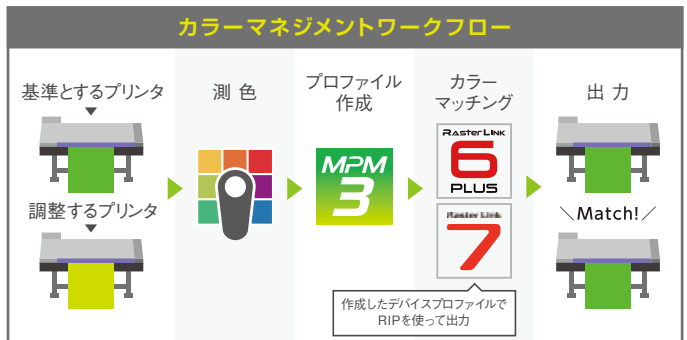 カラーマネジメントワークフロー
基準とするプリンタ
調整するプリンタ
測 色
プロファイル
作成
MPM
3
カラー
マッチング
RASTER LINK
6
PLUS
Raster Link
7
作成したデバイスプロファイルで
RIPを使って出力
出 力
＼Match!／